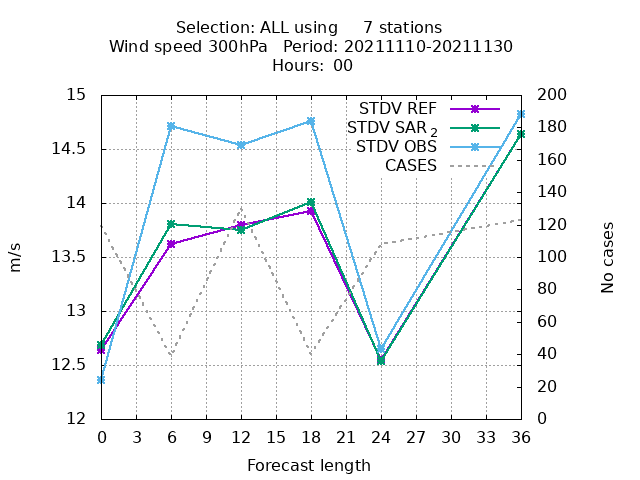 Selection: ALL using     7 stations
Wind speed 300hPa   Period: 20211110-20211130
Hours: 00
STDV REF
STDV SAR 2
STDV OBS
CASES
15
14.5
14
13.5
13
12.5
12
m/s
200
180
160
140
120
100
80
60
40
20
0
No cases
0 3 6 9 12 15 18 21 24 27 30 33 36
Forecast length